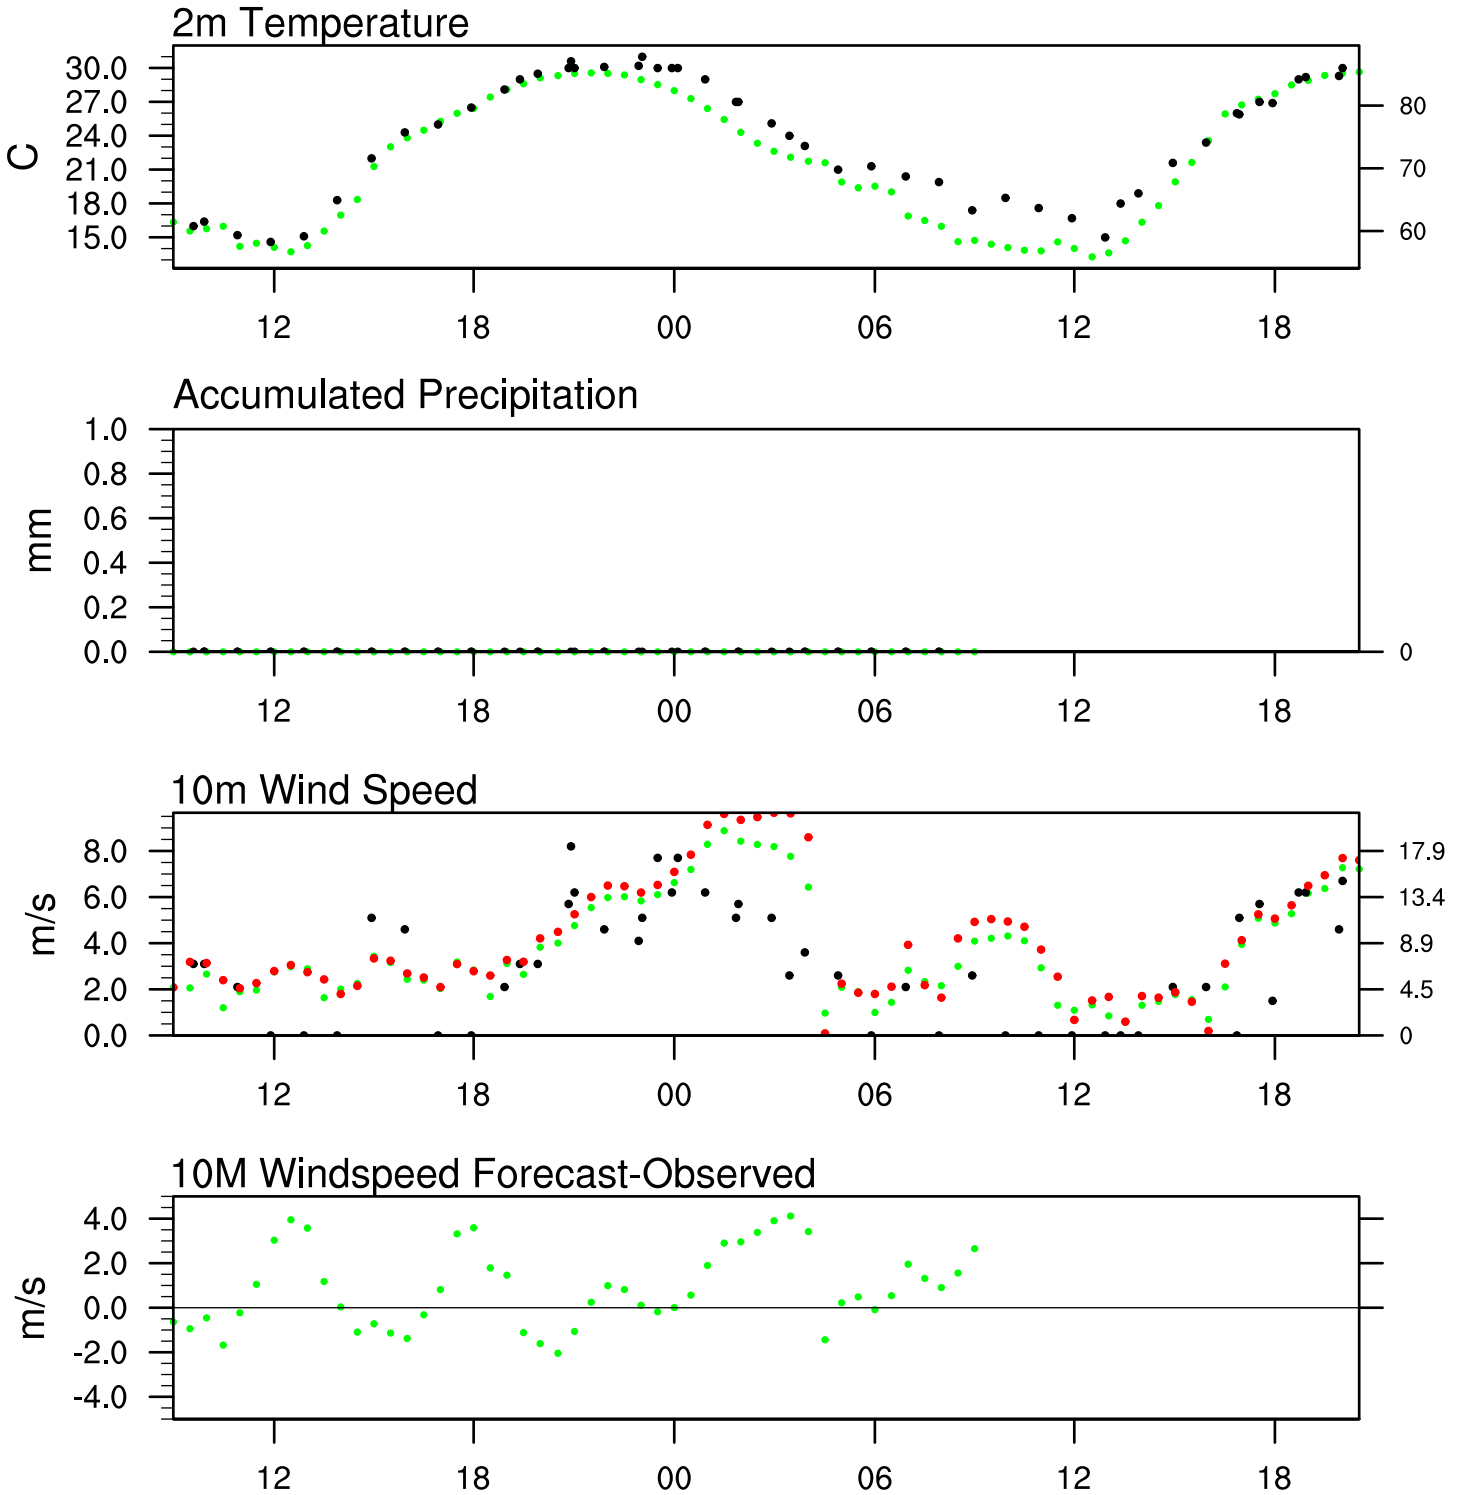 2m Temperature
30.0
27.0
80
24.0
C
21.0
70
18.0
15.0
60
12 18 00 06 12 18
Accumulated Precipitation
1.0
0.8
0.6
mm
0.4
0.2
0.0
0
12 18 00 06 12 18
10m Wind Speed
8.0
17.9
6.0
13.4
m/s
4.0
8.9
2.0
4.5
0.0
0
12 18 00 06 12 18
10M Windspeed Forecast-Observed
4.0
2.0
m/s
0.0
-2.0
-4.0
12 18 00 06 12 18